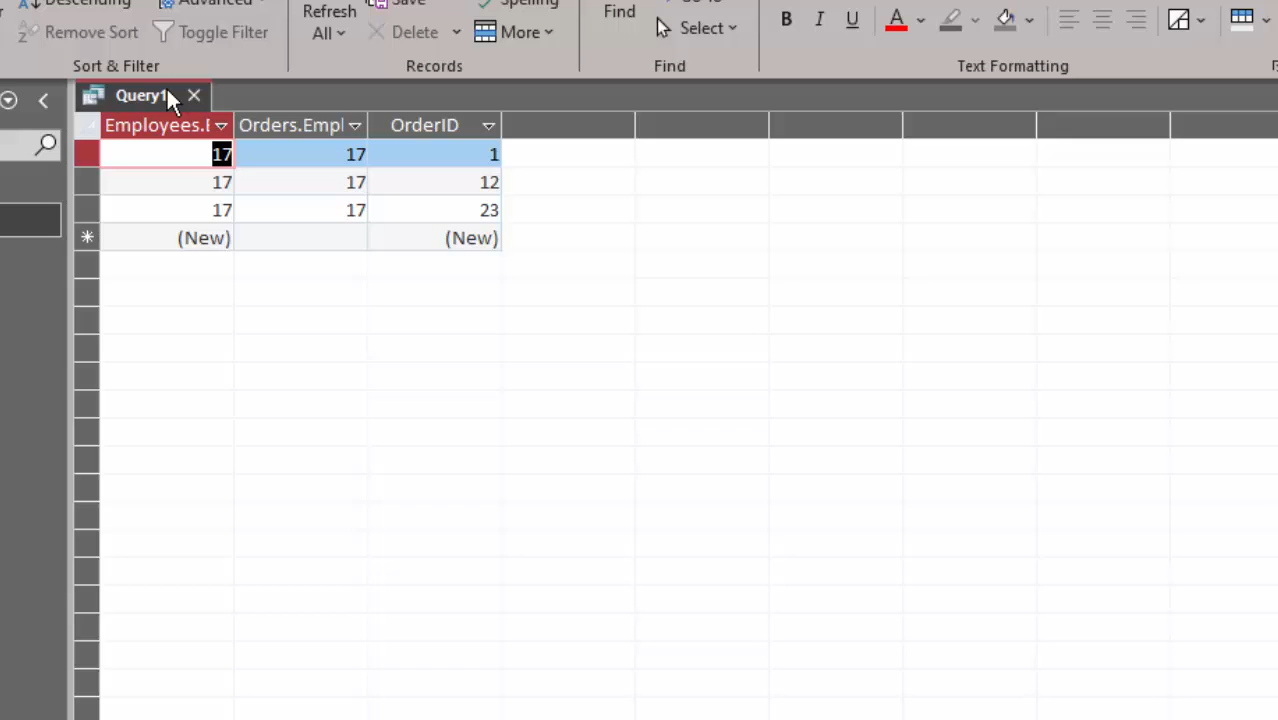 Descending
Advanced
Save
Spelling
Remove Sort
Toggle Filter
Sort & Filter
Refresh
All
Delete
More
Records
Find
Select
Find
B I U A
Text Formatting
Query1
Employees.E Orders.Empl OrderID
17 17 1
17 17 12
17 17 23
(New) (New)